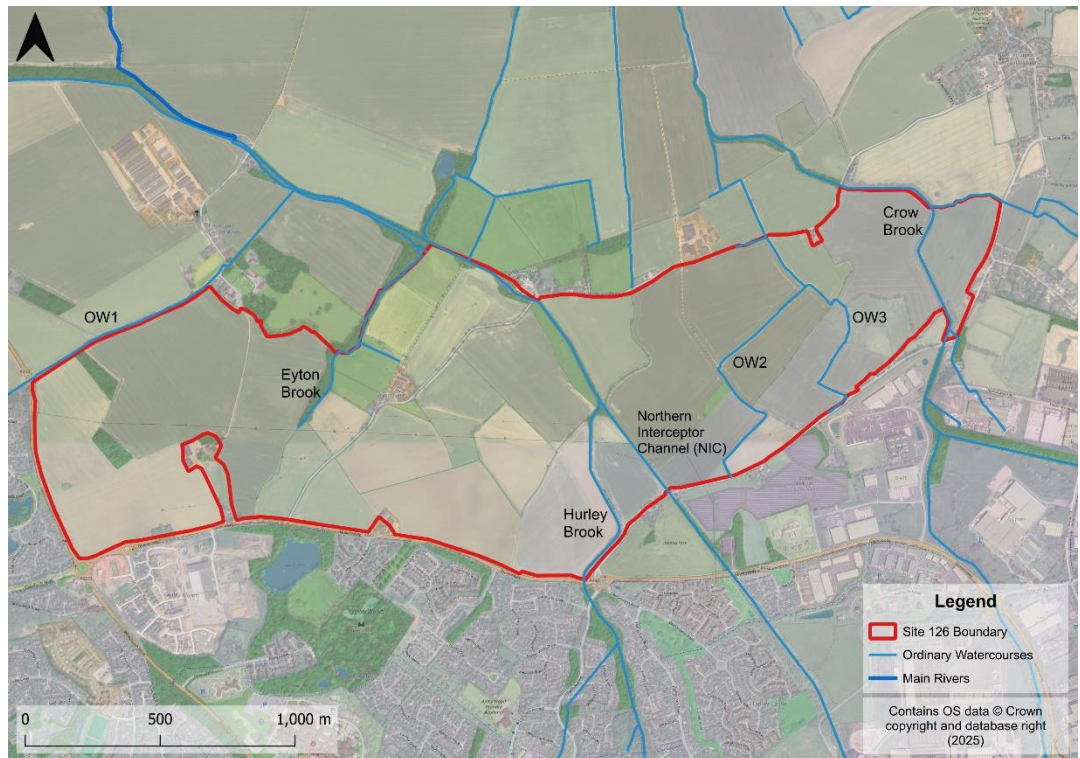 Crow
Brook
OW1
OW3
OW2
Eyton
Brook
Northern
Interceptor
Channel (NIC)
Hurley
Brook
Legend
Site 126 Boundary
Ordinary Watercourses
Main Rivers
Contains OS data © Crown
copyright and database right
(2025)
0 500 1,000 m